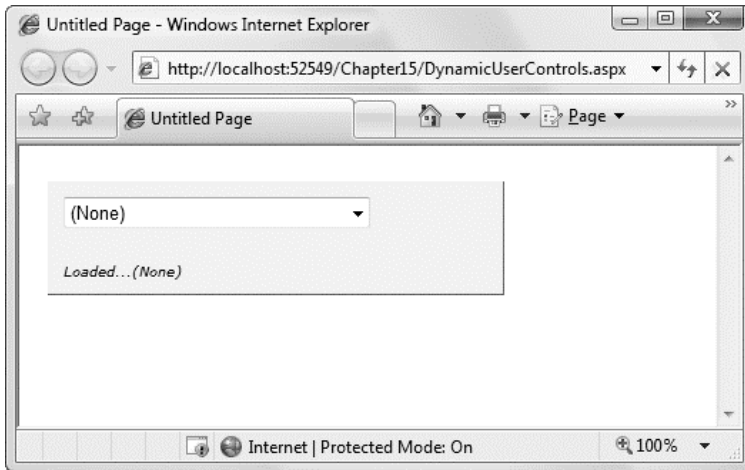 Untitled Page - Windows Internet Explorer
http://localhost:52549/Chapter15/DynamicUserControls.aspx
Untitled Page
Page
(None)
Loaded...(None)
Internet | Protected Mode: On
100%